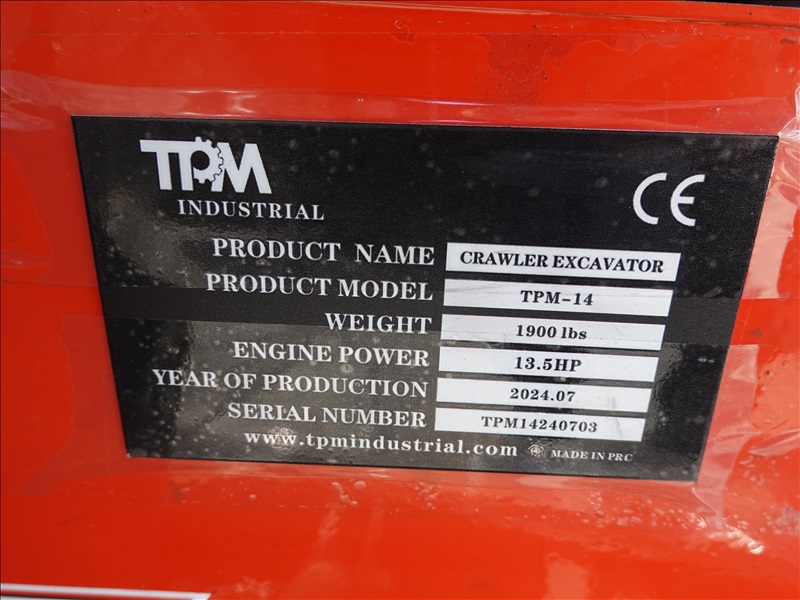 TPM
INDUSTRIAL
CE
PRODUCT NAME CRAWLER EXCAVATOR
PRODUCT MODEL TPM-14
WEIGHT 1900 lbs
ENGINE POWER 13.5HP
YEAR OF PRODUCTION 2024.07
SERIAL NUMBER TPM14240703
www.tpmindustrial.com MADE IN PRC